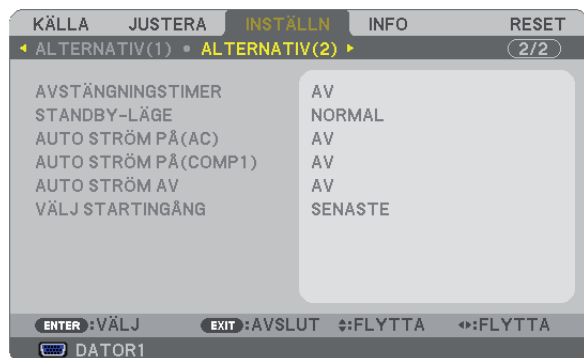 KÄLLA JUSTERA INSTÄLLN INFO RESET
ALTERNATIV(1) • ALTERNATIV(2) 2/2
AVSTÄNGNINGSTIMER AV
STANDBY-LÄGE NORMAL
AUTO STRÖM PÅ(AC) AV
AUTO STRÖM PÅ(COMP1) AV
AUTO STRÖM AV AV
VÄLJ STARTINGÅNG SENASTE
ENTER :VÄLJ EXIT :AVSLUT :FLYTTA :FLYTTA
DATOR1